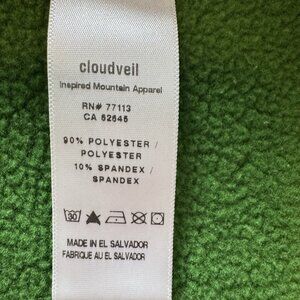 cloudveil
Inspired Mountain Apparel
RN# 77113
CA 52645
90% POLYESTER /
POLYESTER
10% SPANDEX /
SPANDEX
30
MADE IN EL SALVADOR
FABRIQUE AU EL SALVADOR